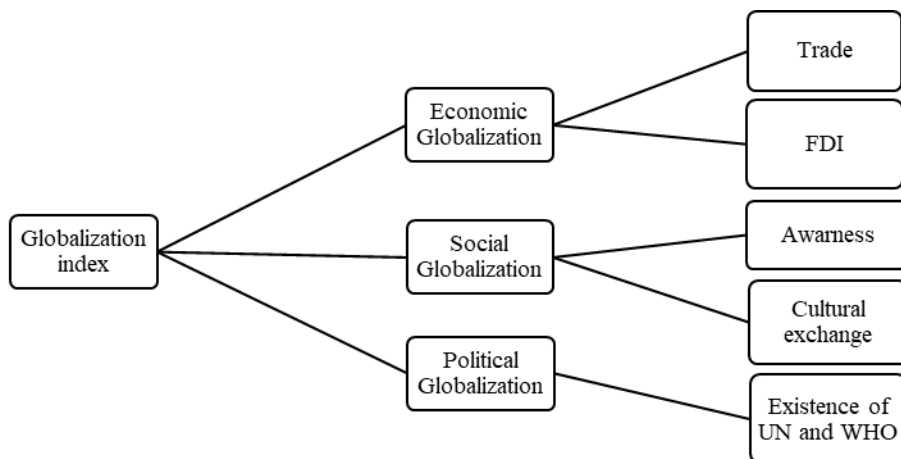 Globalization
index
Economic
Globalization
Social
Globalization
Political
Globalization
Trade
FDI
Awarness
Cultural
exchange
Existence of
UN and WHO